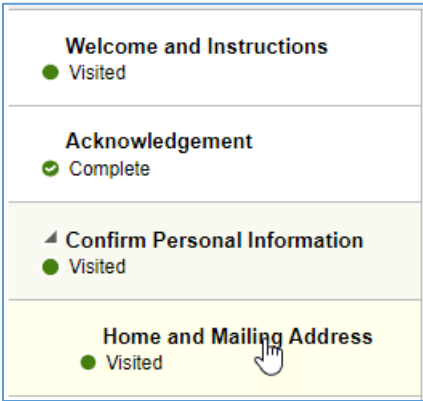 Welcome and Instructions
Visited
Acknowledgement
Complete
Confirm Personal Information
Visited
Home and Mailing Address
Visited